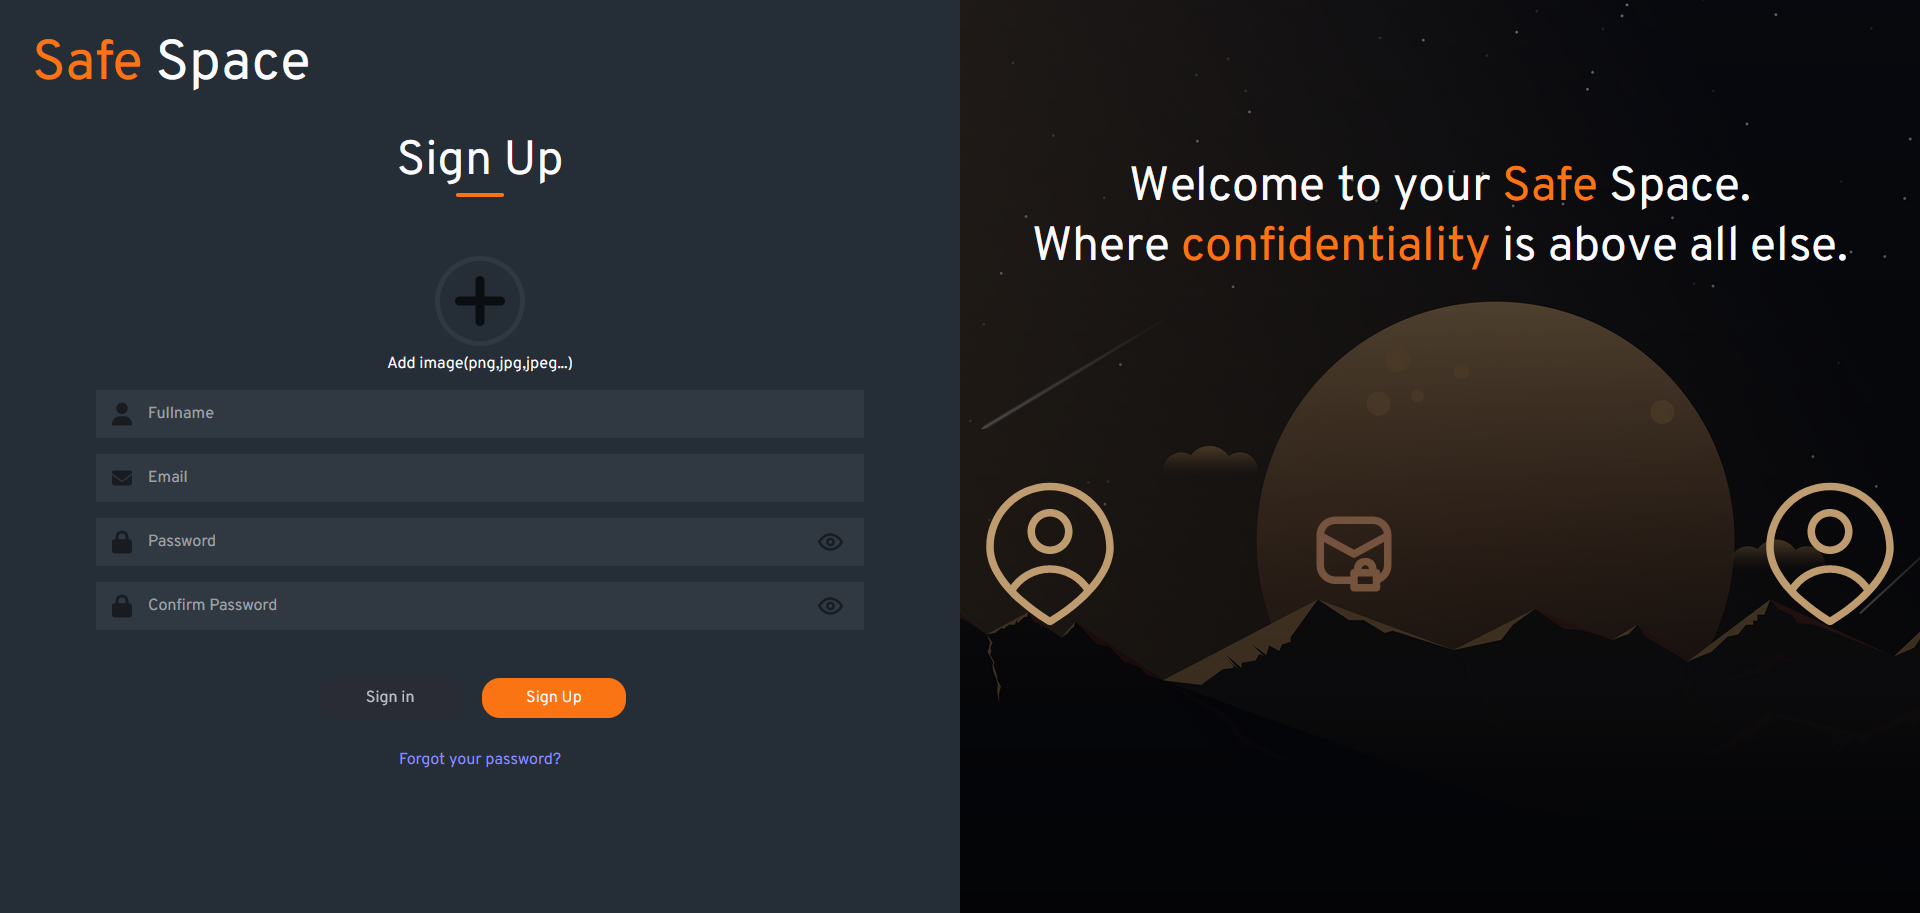 Safe Space
Sign Up
Add image(png,jpg,jpeg...)
Fullname
Email
Password
Confirm Password
Sign in
Sign Up
Forgot your password?
Welcome to your Safe Space.
Where confidentiality is above all else.